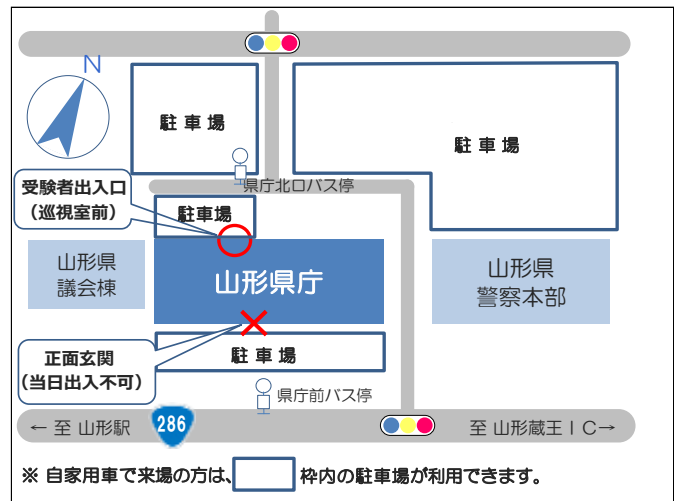 N
駐車場
駐車場
県庁北口バス停
受験者出入口
(巡視室前)
駐車場
山形県
議会棟
山形県庁
山形県
警察本部
正面玄関
(当日出入不可)
駐車場
県庁前バス停
← 至 山形駅
286
至 山形蔵王IC→
※ 自家用車で来場の方は、 枠内の駐車場が利用できます。